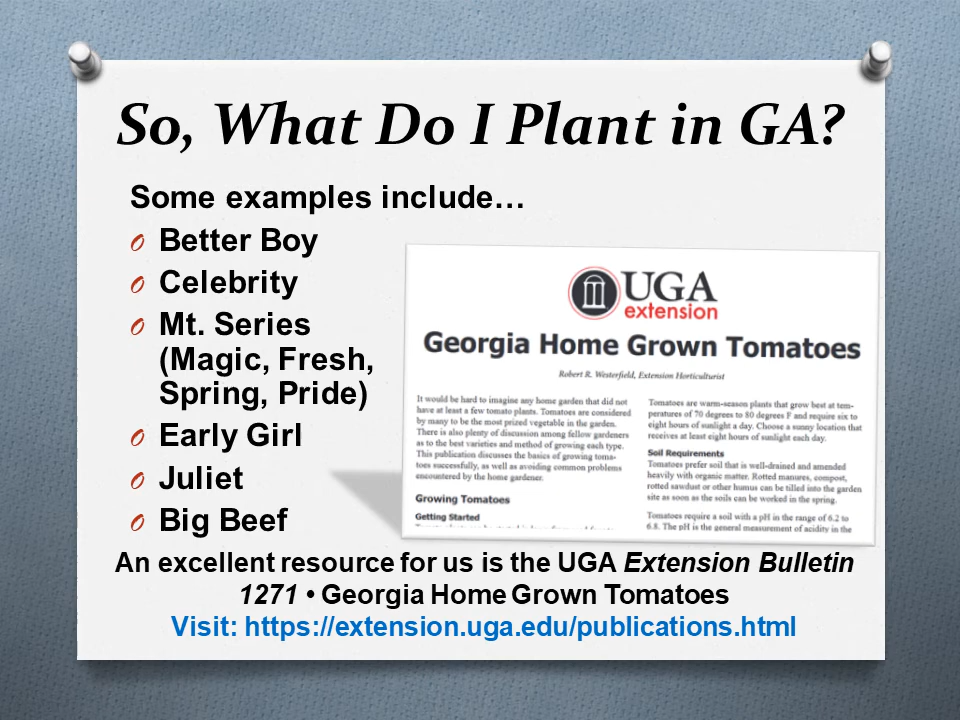 So, What Do I Plant in GA?
Some examples include…
O Better Boy
O Celebrity
O Mt. Series
(Magic, Fresh,
Spring, Pride)
O Early Girl
O Juliet
O Big Beef
UGA
extension
Georgia Home Grown Tomatoes
Robert R. Westerfield, Extension Horticulturist
It would be hard to imagine any home garden that did not
have at least a few tomato plants. Tomatoes are considered
by many to be the most prized vegetable in the garden.
There is also plenty of discussion among fellow gardeners
as to the best varieties and method of growing each type.
This publication discusses the basics of growing toma-
toes successfully, as well as avoiding common problems
encountered by the home gardener.
Growing Tomatoes
Getting Started
Tomatoes are warm-season plants that grow best at tem-
peratures of 70 degrees to 80 degrees F and require six to
eight hours of sunlight a day. Choose a sunny location that
receives at least eight hours of sunlight each day.
Soil Requirements
Tomatoes prefer soil that is well-drained and amended
heavily with organic matter. Rotted manures, compost,
rotted sawdust or other humus can be tilled into the garden
site as soon as the soils can be worked in the spring.
Tomatoes require a soil with a pH in the range of 6.2 to
6.8. The pH is the general measurement of acidity in the
An excellent resource for us is the UGA Extension Bulletin
1271 • Georgia Home Grown Tomatoes
Visit: https://extension.uga.edu/publications.html